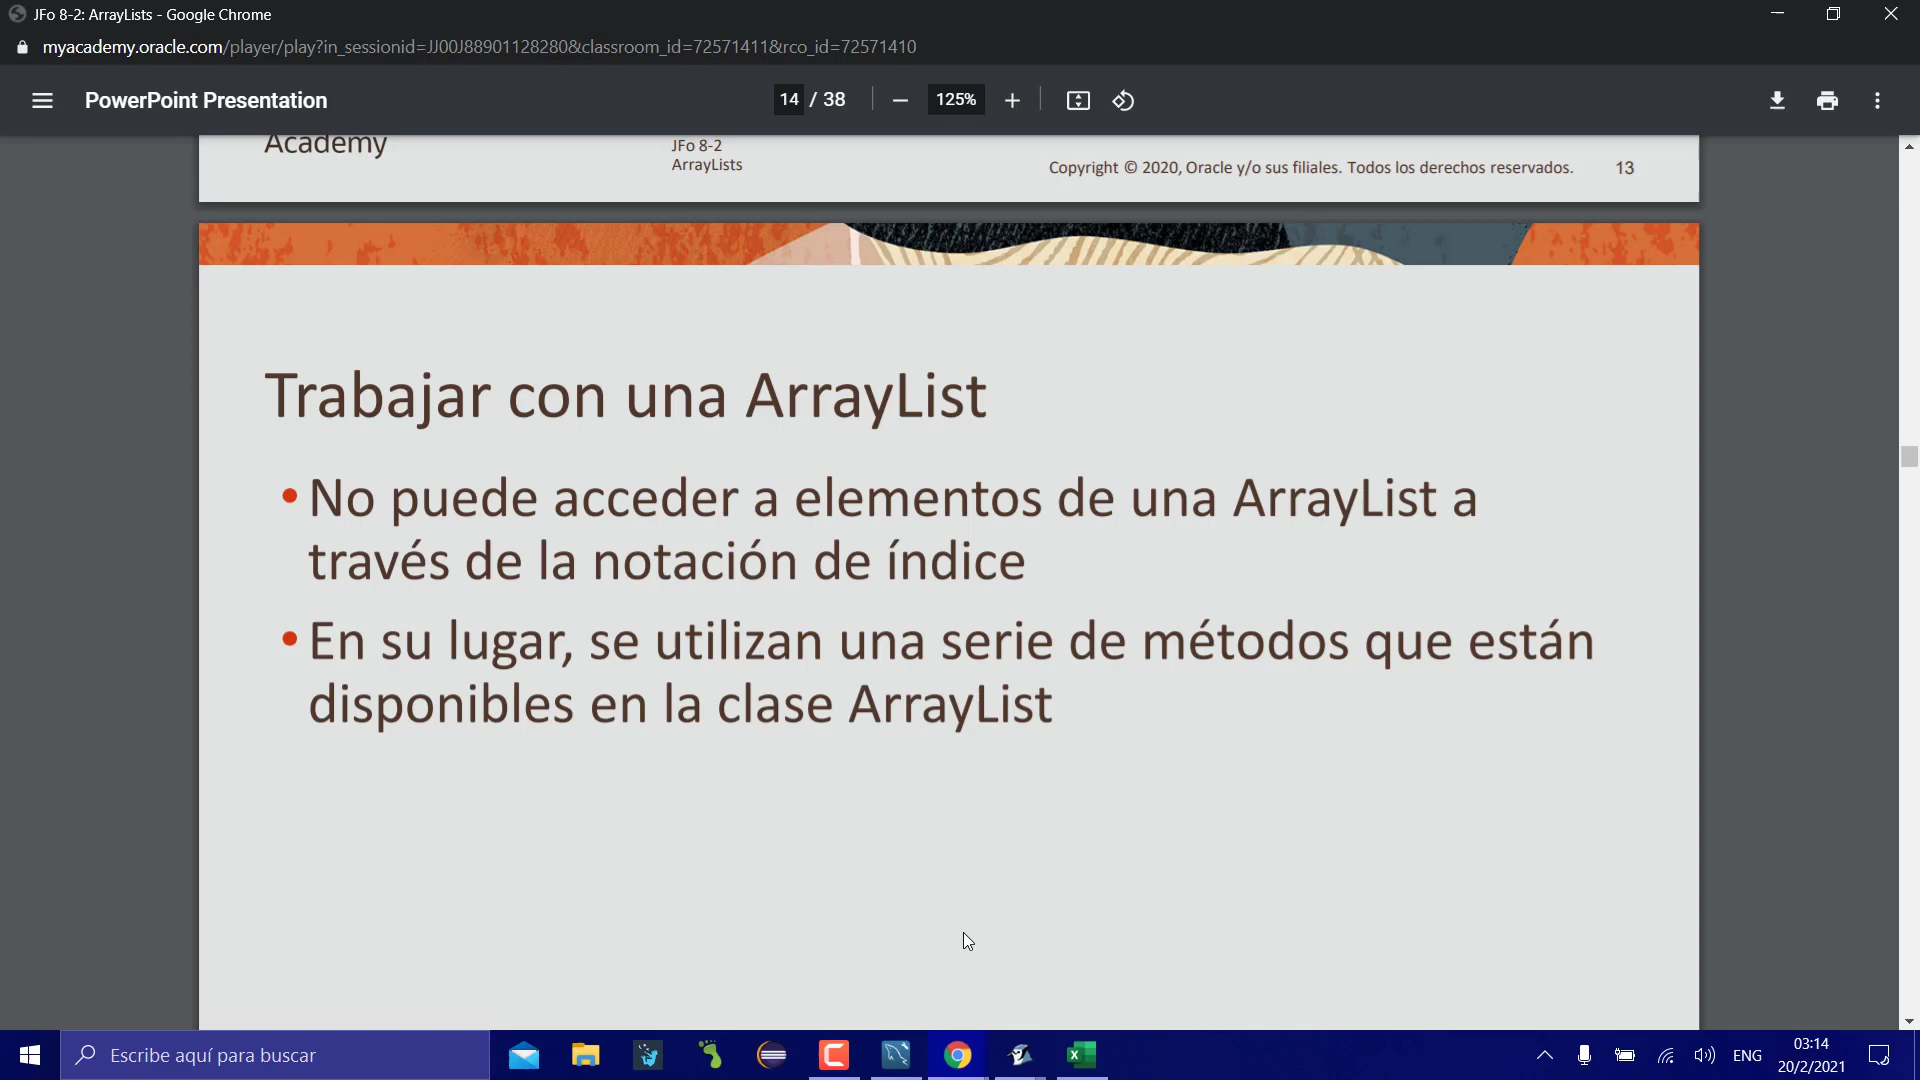 JFo 8-2: ArrayLists - Google Chrome
myacademy.oracle.com/player/play?in_sessionid=JJ00J88901128280&classroom_id=72571411&rco_id=72571410
PowerPoint Presentation
14 / 38
125%
Academy
JFo 8-2
ArrayLists
Copyright © 2020, Oracle y/o sus filiales. Todos los derechos reservados.
13
Trabajar con una ArrayList
•No puede acceder a elementos de una ArrayList a
través de la notación de índice
•En su lugar, se utilizan una serie de métodos que están
disponibles en la clase ArrayList
Escribe aquí para buscar
ENG
03:14
20/2/2021